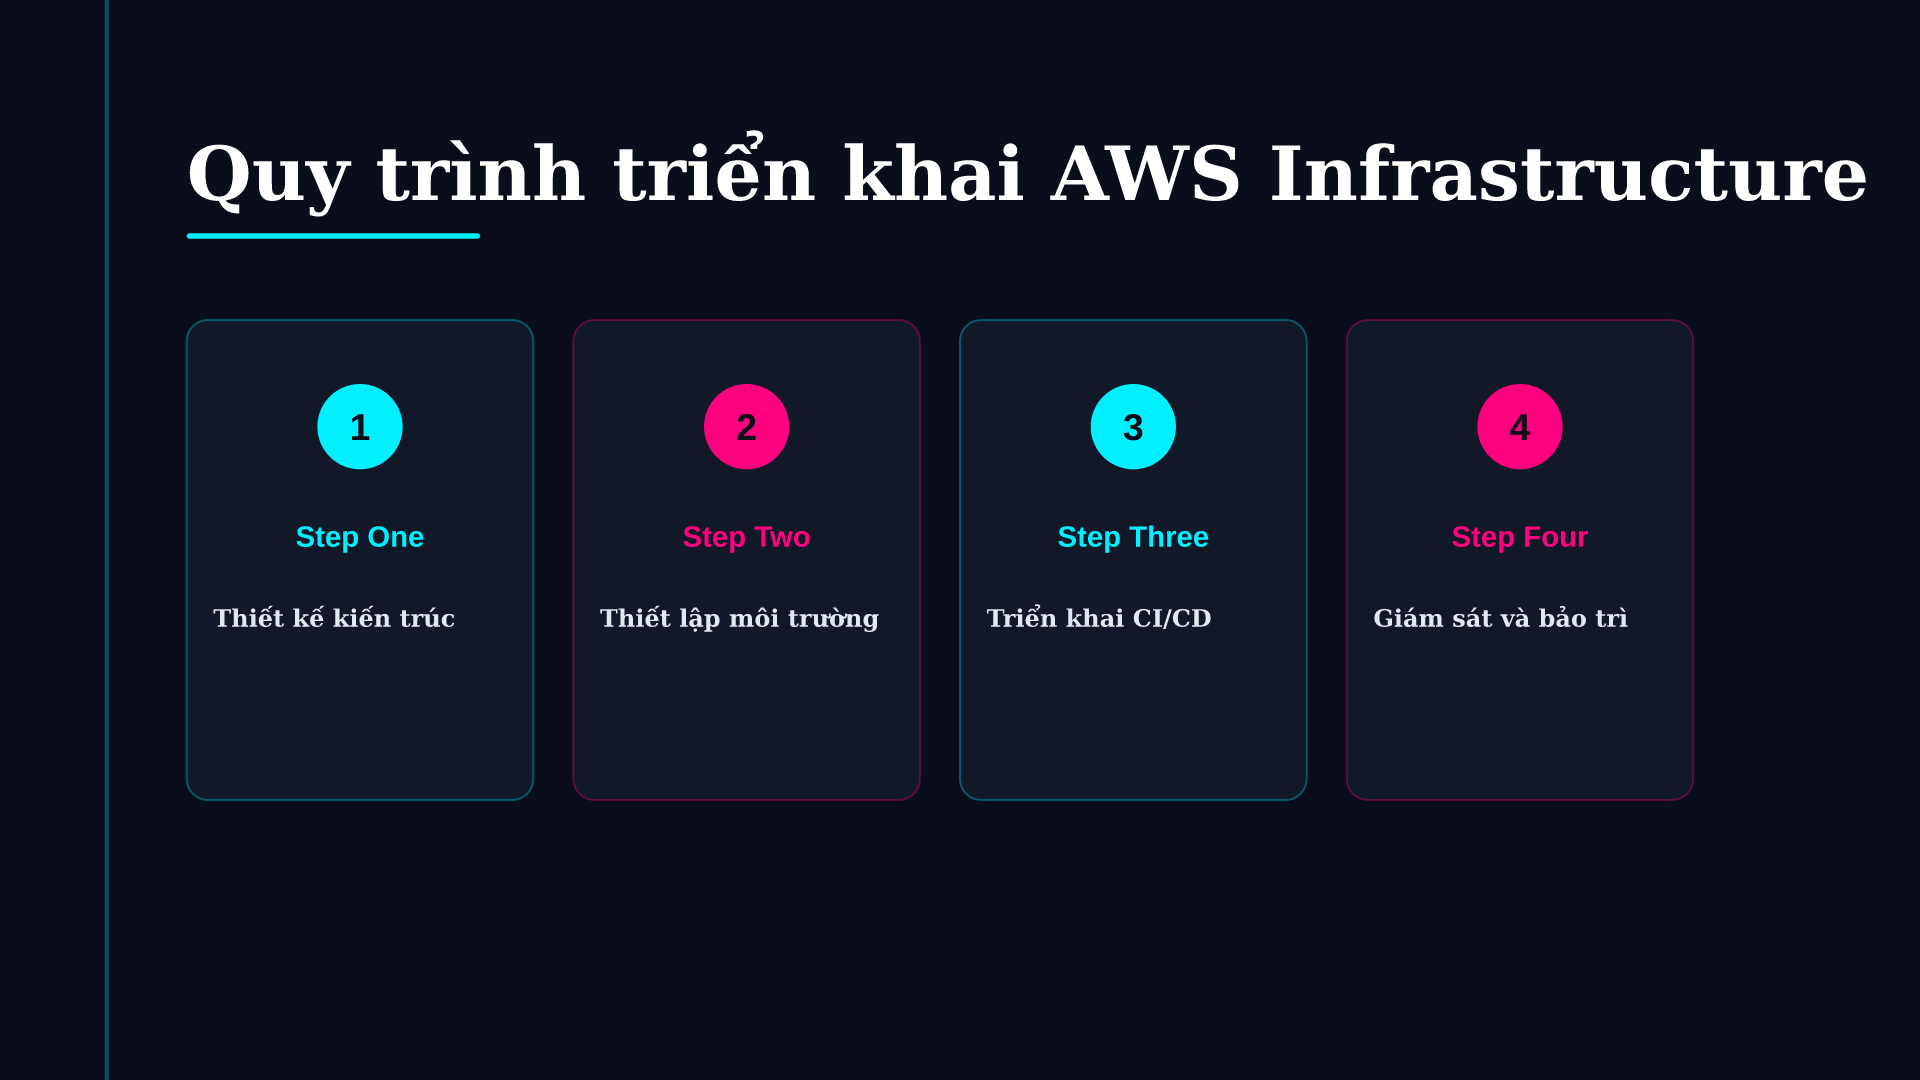 Quy trình triển khai AWS Infrastructure
1
2
3
4
Step One
Step Two
Step Three
Step Four
Thiết kế kiến trúc
Thiết lập môi trường
Triển khai CI/CD
Giám sát và bảo trì